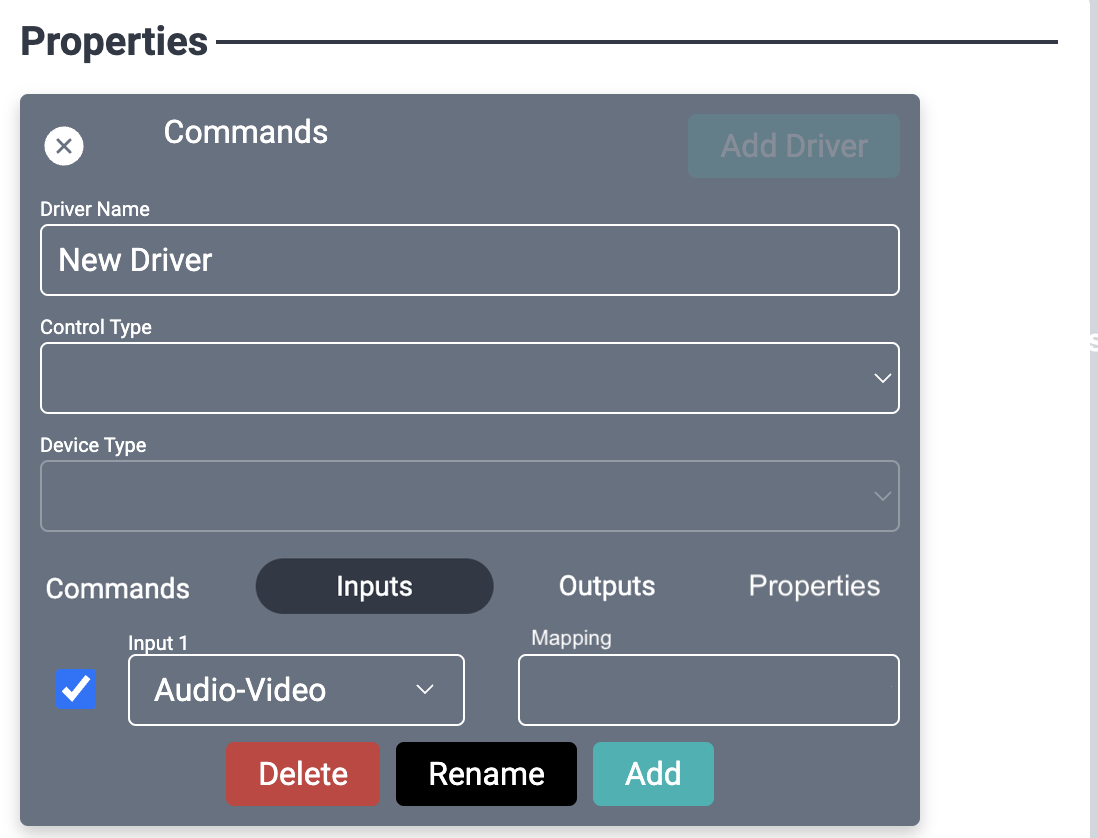 Properties
Commands
Add Driver
Driver Name
New Driver
Control Type
Device Type
Commands Inputs Outputs Properties
Input 1 Mapping
Audio-Video
Delete Rename Add